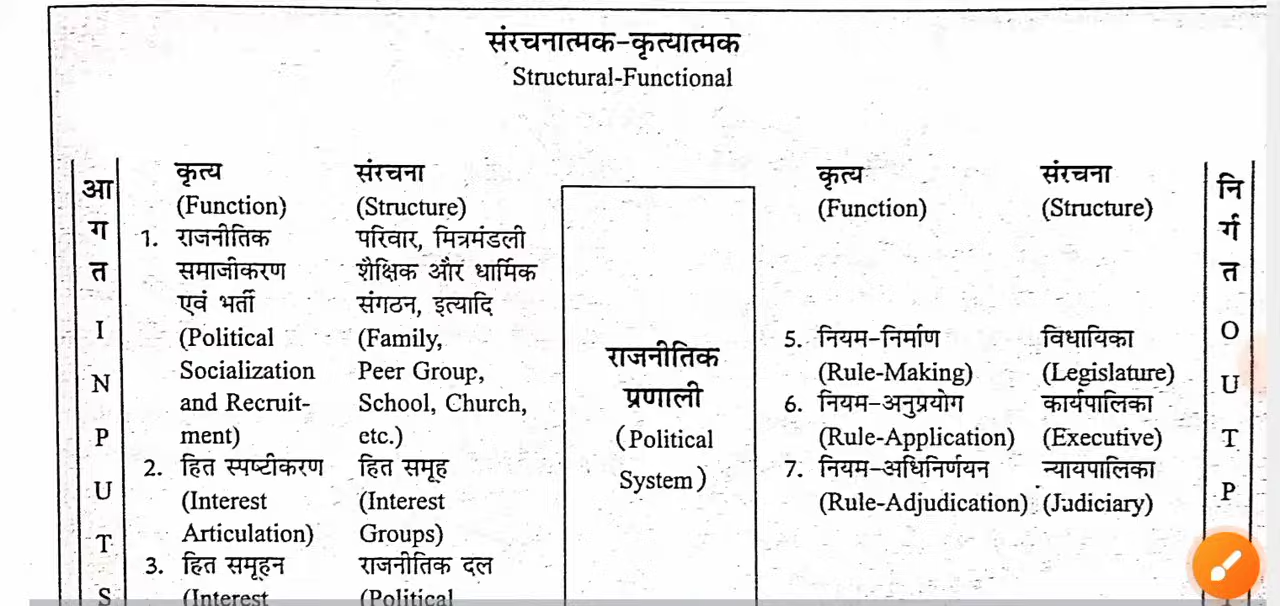 संरचनात्मक-कृत्यात्मक
Structural-Functional
आ
ग
त
I
N
P
U
T
S
कृत्य
(Function)
संरचना
(Structure)
1. राजनीतिक
समाजीकरण
एवं भर्ती
(Political
Socialization
and Recruit-
ment)
परिवार, मित्रमंडली
शैक्षिक और धार्मिक
संगठन, इत्यादि
(Family,
Peer Group,
School, Church,
etc.)
2. हित स्पष्टीकरण
(Interest
Articulation)
हित समूह
(Interest
Groups)
3. हित समूहन
(Interest
राजनीतिक दल
(Political
राजनीतिक
प्रणाली
(Political
System)
कृत्य
(Function)
संरचना
(Structure)
5. नियम-निर्माण
(Rule-Making)
विधायिका
(Legislature)
6. नियम-अनुप्रयोग
(Rule-Application)
कार्यपालिका
(Executive)
7. नियम-अधिनिर्णयन
(Rule-Adjudication)
न्यायपालिका
(Judiciary)
नि
र्ग
त
O
U
T
P